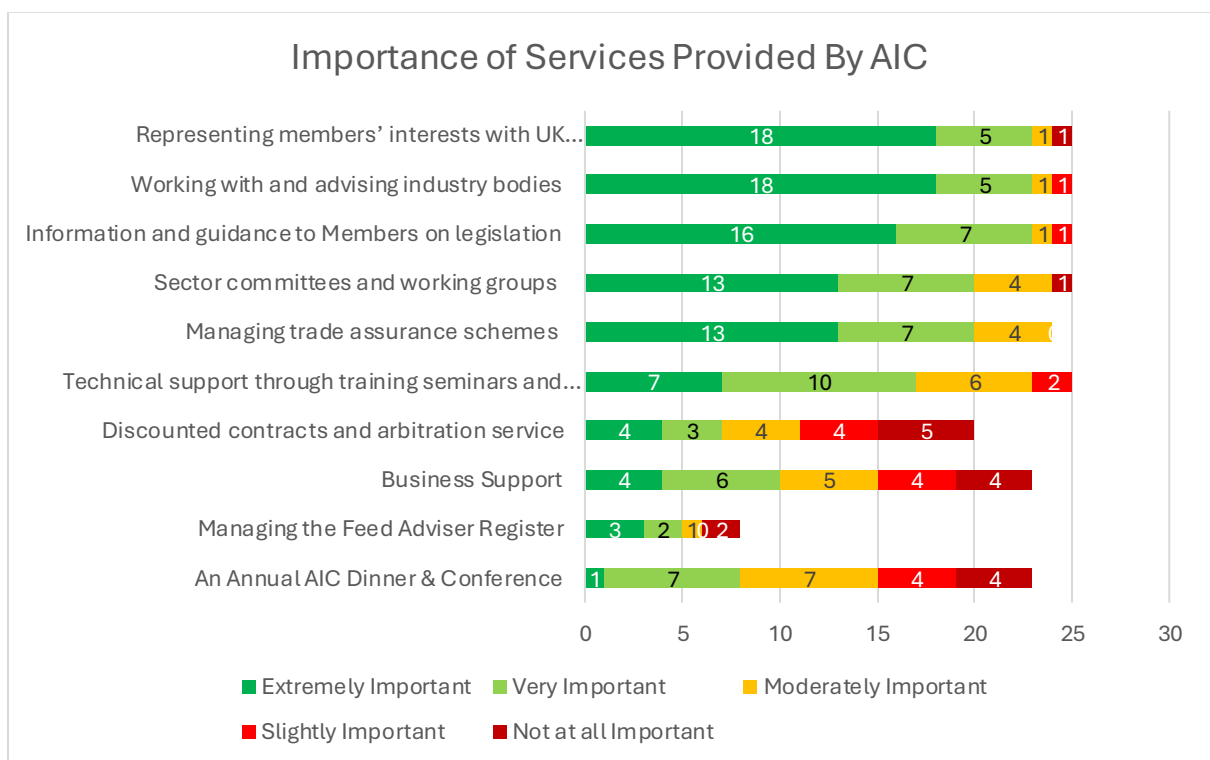 Importance of Services Provided By AIC
Representing members’ interests with UK... 18 5 1 1
Working with and advising industry bodies 18 5 1 1
Information and guidance to Members on legislation 16 7 1 1
Sector committees and working groups 13 7 4 1
Managing trade assurance schemes 13 7 4 0
Technical support through training seminars and... 7 10 6 2
Discounted contracts and arbitration service 4 3 4 4 5
Business Support 4 6 5 4 4
Managing the Feed Adviser Register 3 2 1 0 2
An Annual AIC Dinner & Conference 1 7 7 4 4
0 5 10 15 20 25 30
Extremely Important Very Important Moderately Important
Slightly Important Not at all Important